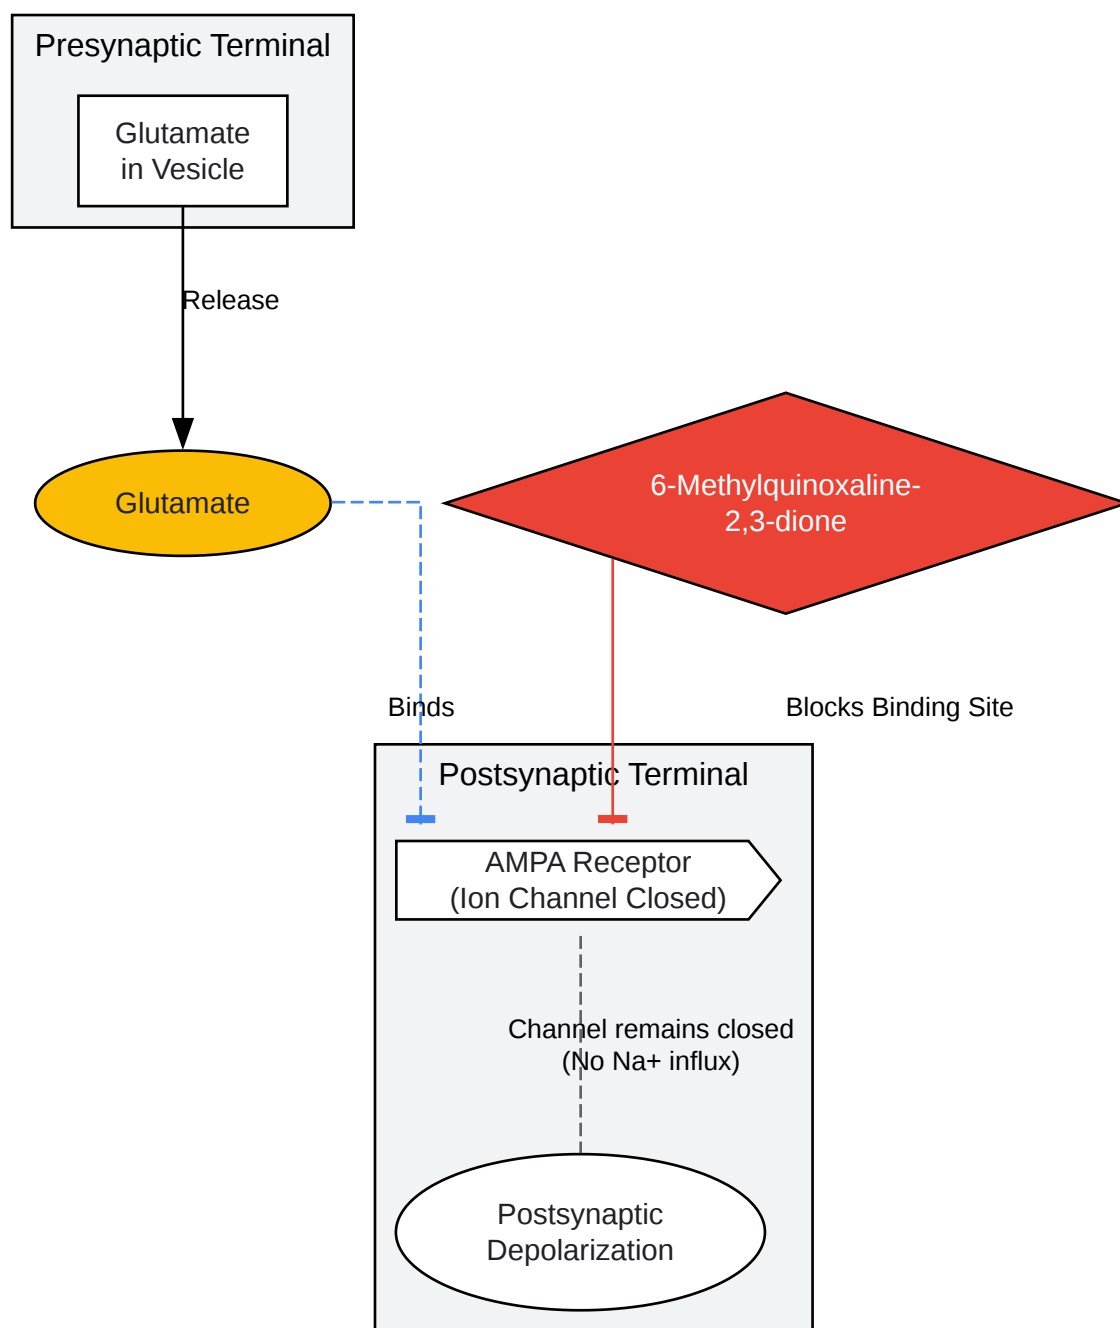 Presynaptic Terminal
Glutamate
in Vesicle
Release
Glutamate
6-Methylquinoxaline-
2,3-dione
Binds
Blocks Binding Site
Postsynaptic Terminal
AMPA Receptor
(Ion Channel Closed)
Channel remains closed
(No Na+ influx)
Postsynaptic
Depolarization